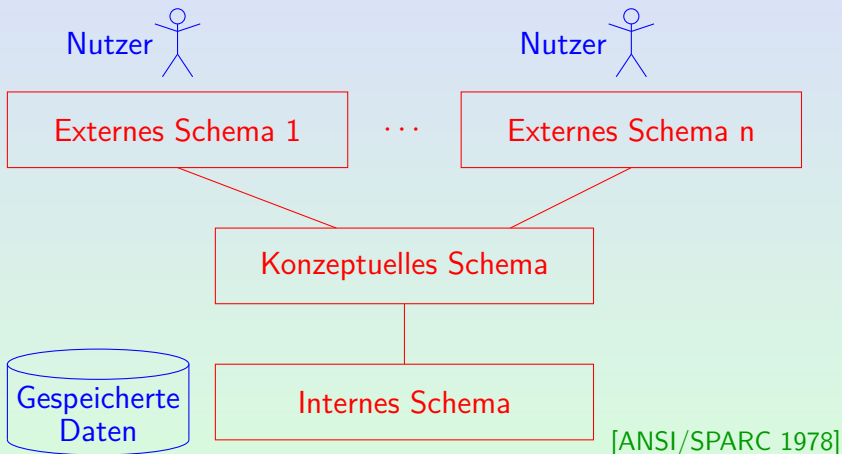 Nutzer
Nutzer
Externes Schema 1
· · ·
Externes Schema n
Konzeptuelles Schema
Gespeicherte
Daten
Internes Schema
[ANSI/SPARC 1978]